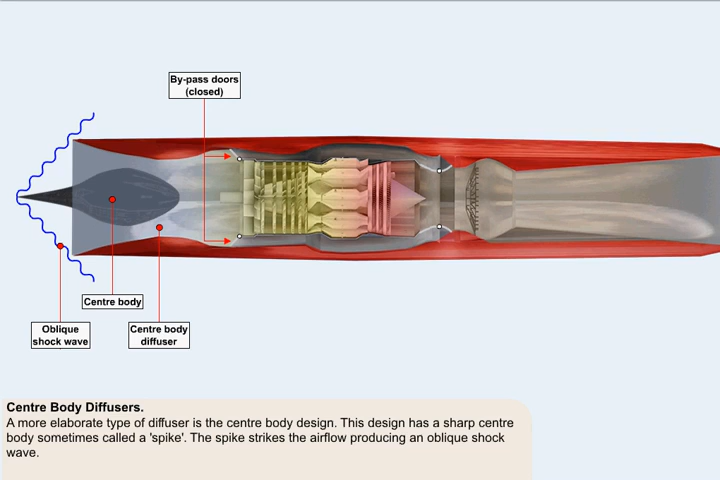 By-pass doors
(closed)
Centre body
Oblique
shock wave
Centre body
diffuser
Centre Body Diffusers.
A more elaborate type of diffuser is the centre body design. This design has a sharp centre
body sometimes called a 'spike'. The spike strikes the airflow producing an oblique shock
wave.